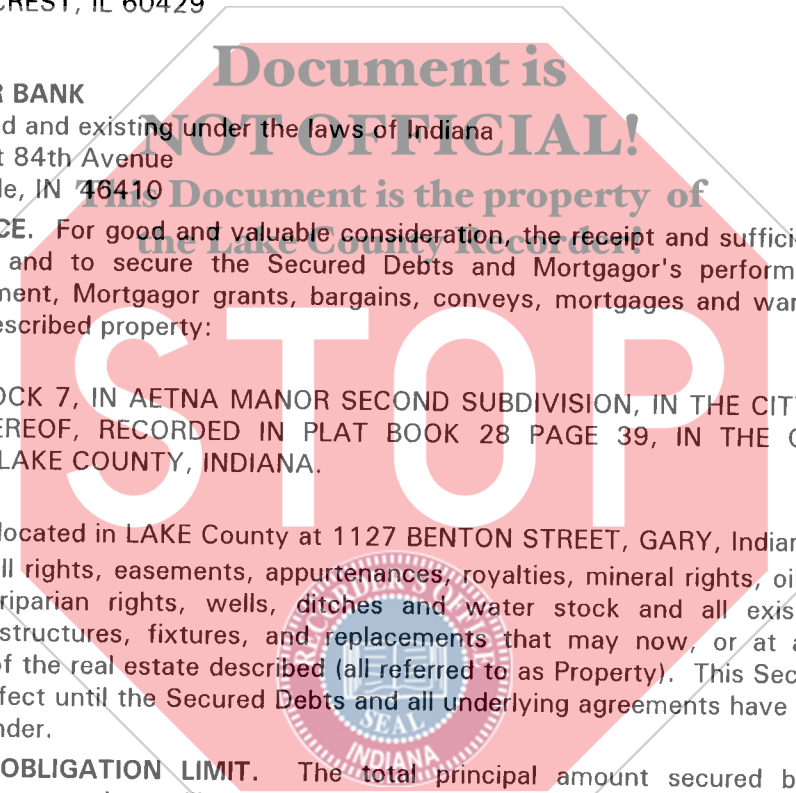 CREST, IL 60429
Document is
R BANK
d and existing under the laws of Indiana
NOT OFFICIAL!
t 84th Avenue
le, IN 46410
This Document is the property of
the Lake County Recorder!
CE. For good and valuable consideration, the receipt and suffici
and to secure the Secured Debts and Mortgagor's perform
ment, Mortgagor grants, bargains, conveys, mortgages and war
escribed property:
STOP
OCK 7, IN AETNA MANOR SECOND SUBDIVISION, IN THE CIT
EREOF, RECORDED IN PLAT BOOK 28 PAGE 39, IN THE
LAKE COUNTY, INDIANA.
located in LAKE County at 1127 BENTON STREET, GARY, Indian
ll rights, easements, appurtenances, royalties, mineral rights, oi
riparian rights, wells, ditches and water stock and all exis
structures, fixtures, and replacements that may now, or at a
of the real estate described (all referred to as Property). This Sec
fect until the Secured Debts and all underlying agreements have
nder.
RECORDER'S OFFICE
SEAL
INDIANA
OBLIGATION LIMIT. The total principal amount secured b